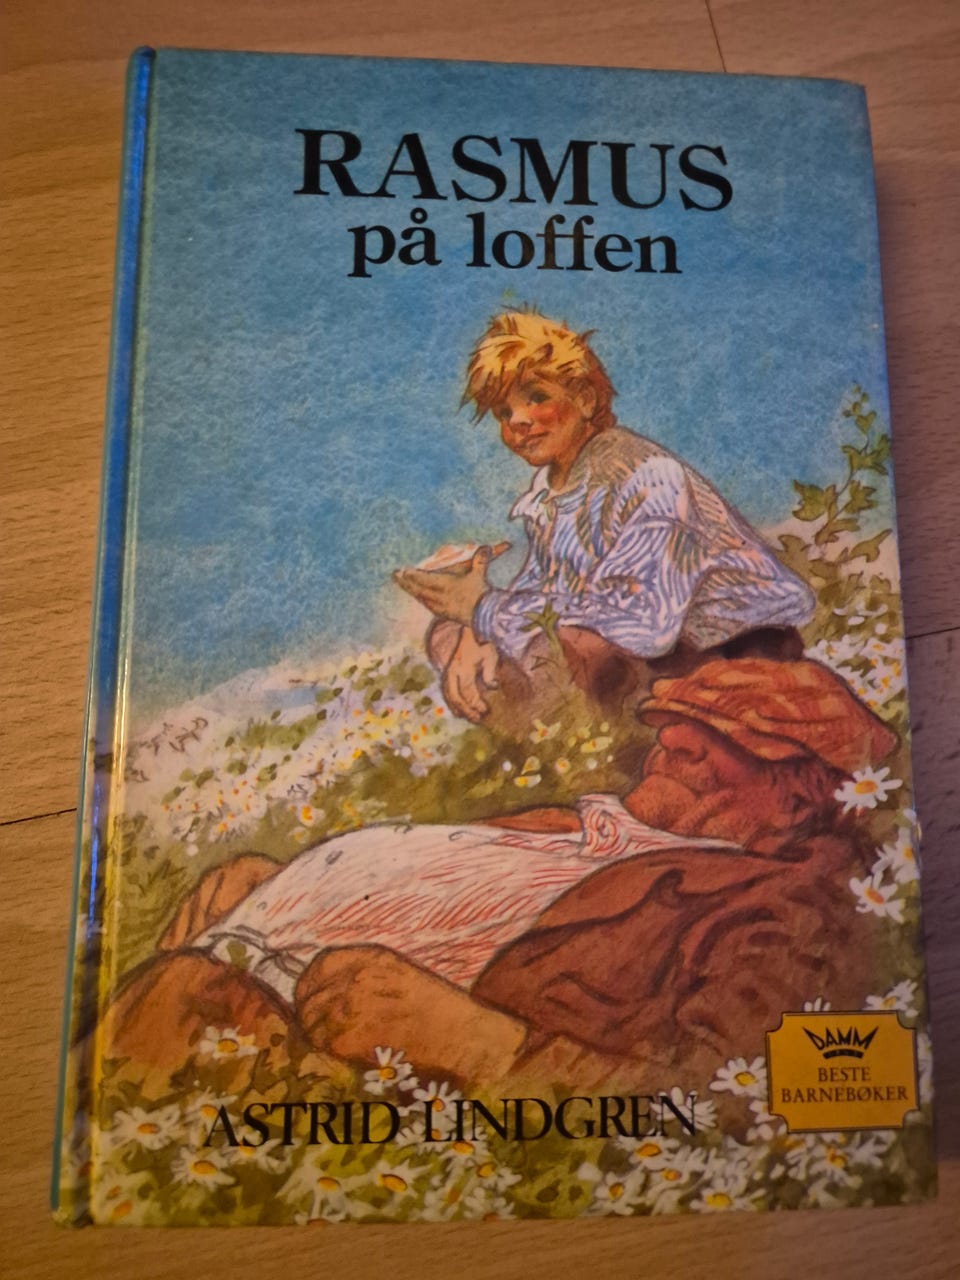 RASMUS
på loffen
DAMM
BESTE
BARNEBØKER
ASTRID LINDGREN